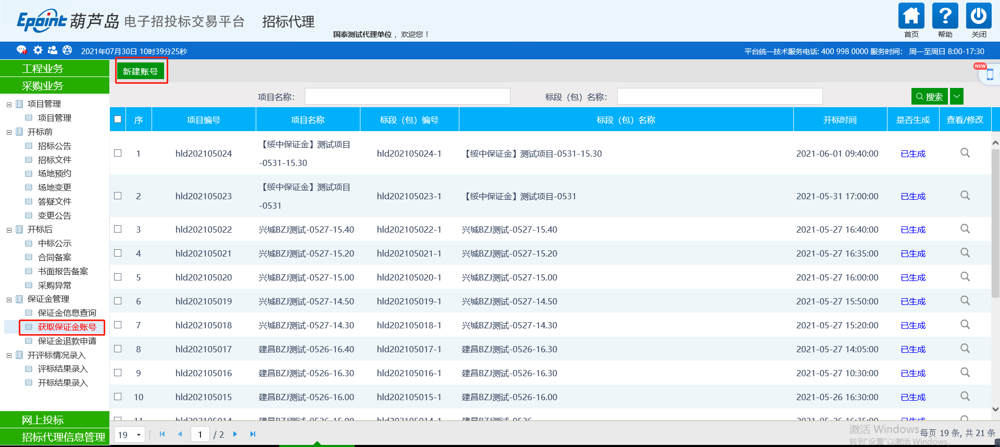 Epoint 葫芦岛 电子招投标交易平台 招标代理
国泰测试代理单位 ，欢迎您！
首页 帮助 关闭
2021年07月30日 10时39分25秒
平台统一技术服务电话: 400 998 0000 服务时间： 周一至周日 8:00-17:30
NEW
工程业务
采购业务
项目管理
项目管理
开标前
招标公告
招标文件
场地预约
场地变更
答疑文件
变更公告
开标后
中标公示
合同备案
书面报告备案
采购异常
保证金管理
保证金信息查询
获取保证金账号
保证金退款申请
开评标情况录入
评标结果录入
开标结果录入
网上投标
招标代理信息管理
新建账号
项目名称： 标段（包）名称： 搜索
序 项目编号 项目名称 标段（包）编号 标段（包）名称 开标时间 是否生成 查看/修改
1 hld202105024 【绥中保证金】测试项目-0531-15.30 hld202105024-1 【绥中保证金】测试项目-0531-15.30 2021-06-01 09:40:00 已生成
2 hld202105023 【绥中保证金】测试项目-0531 hld202105023-1 【绥中保证金】测试项目-0531 2021-05-31 17:00:00 已生成
3 hld202105022 兴城BZJ测试-0527-15.40 hld202105022-1 兴城BZJ测试-0527-15.40 2021-05-27 16:40:00 已生成
4 hld202105021 兴城BZJ测试-0527-15.20 hld202105021-1 兴城BZJ测试-0527-15.20 2021-05-27 16:35:00 已生成
5 hld202105020 兴城BZJ测试-0527-15.00 hld202105020-1 兴城BZJ测试-0527-15.00 2021-05-27 16:00:00 已生成
6 hld202105019 兴城BZJ测试-0527-14.50 hld202105019-1 兴城BZJ测试-0527-14.50 2021-05-27 15:50:00 已生成
7 hld202105018 兴城BZJ测试-0527-14.30 hld202105018-1 兴城BZJ测试-0527-14.30 2021-05-27 15:20:00 已生成
8 hld202105017 建昌BZJ测试-0526-16.40 hld202105017-1 建昌BZJ测试-0526-16.30 2021-05-27 14:05:00 已生成
9 hld202105016 建昌BZJ测试-0526-16.30 hld202105016-1 建昌BZJ测试-0526-16.30 2021-05-27 10:30:00 已生成
10 hld202105015 建昌BZJ测试-0526-16.00 hld202105015-1 建昌BZJ测试-0526-16.00 2021-05-26 16:30:00 已生成
11 hld202105014 建昌BZJ测试-0526-15.00 hld202105014-1 建昌BZJ测试-0526- 2021-05-26 16:35:00 已生成
19 1 / 2
激活 Windows
每页 19 条, 共 21 条
转到"设置"以激活 Windows。